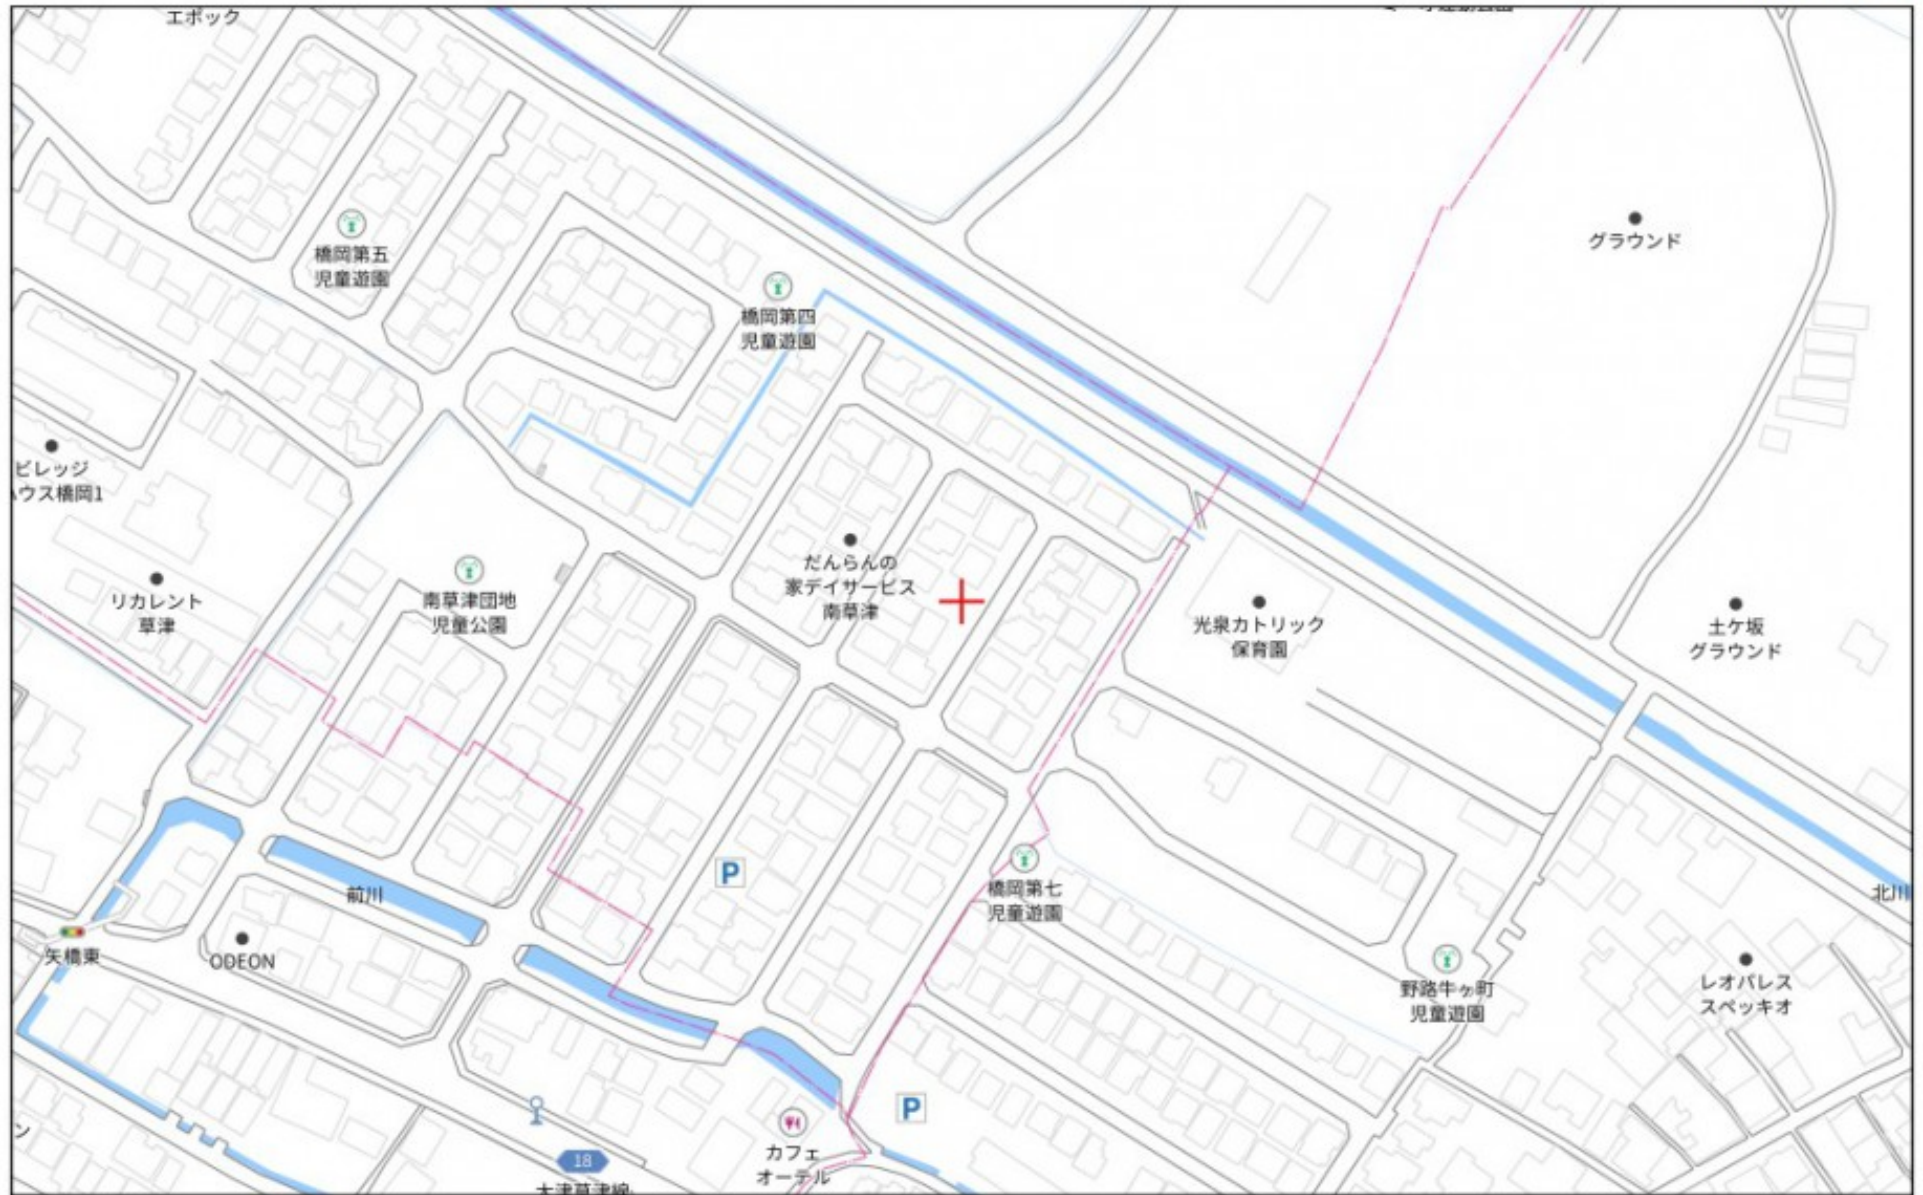 エポック
橋岡第五
児童遊園
橋岡第四
児童遊園
グラウンド
ビレッジ
ハウス橋岡1
リカレント
草津
南草津団地
児童公園
だんらんの
家デイサービス
南草津
光泉カトリック
保育園
土ケ坂
グラウンド
P
前川
橋岡第七
児童遊園
北川
矢橋東
ODEON
野路牛ヶ町
児童遊園
レオパレス
スペッキオ
P
カフェ
オーテル
18
大津草津線
ン